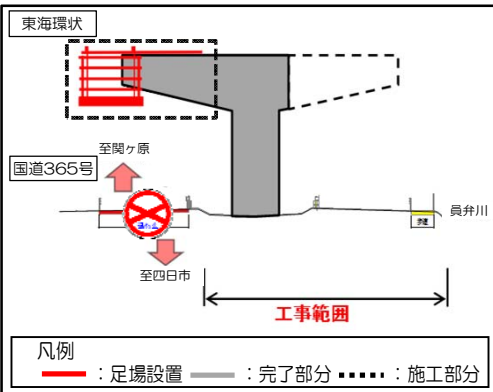 東海環状
至関ヶ原
国道365号
員弁川
至四日市
工事範囲
凡例
：足場設置
：完了部分
：施工部分